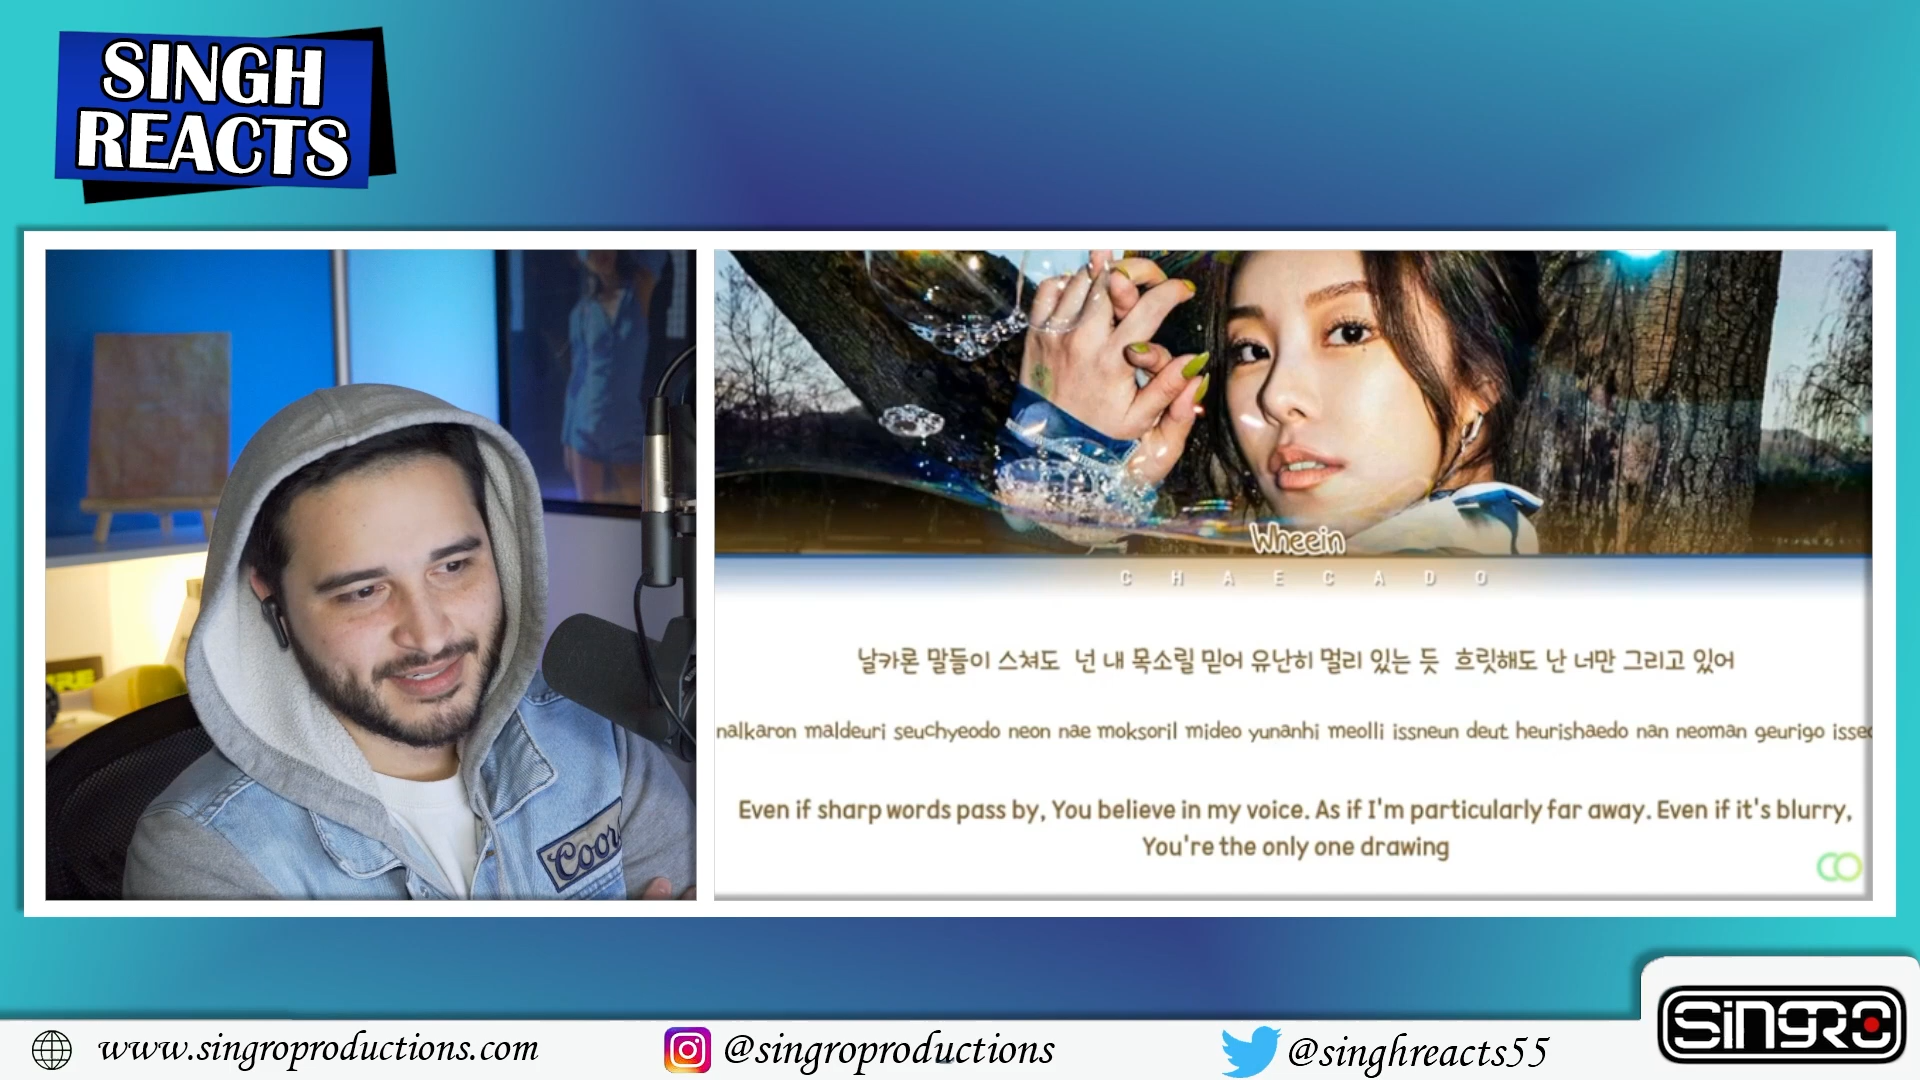 SINGH
REACTS
Wheein
CHAECADO
날카론 말들이 스쳐도 넌 내 목소릴 믿어 유난히 멀리 있는 듯 흐릿해도 난 너만 그리고 있어
nalkaron maldeuri seuchyeodo neon nae moksoril mideo yunanhi meolli issneun deut heurishaedo nan neoman geurigo
Even if sharp words pass by, You believe in my voice. As if I'm particularly far away. Even if it's blurry,
You're the only one drawing
Coors
www.singroproductions.com
@singroproductions
@singhreacts55
SINGRO